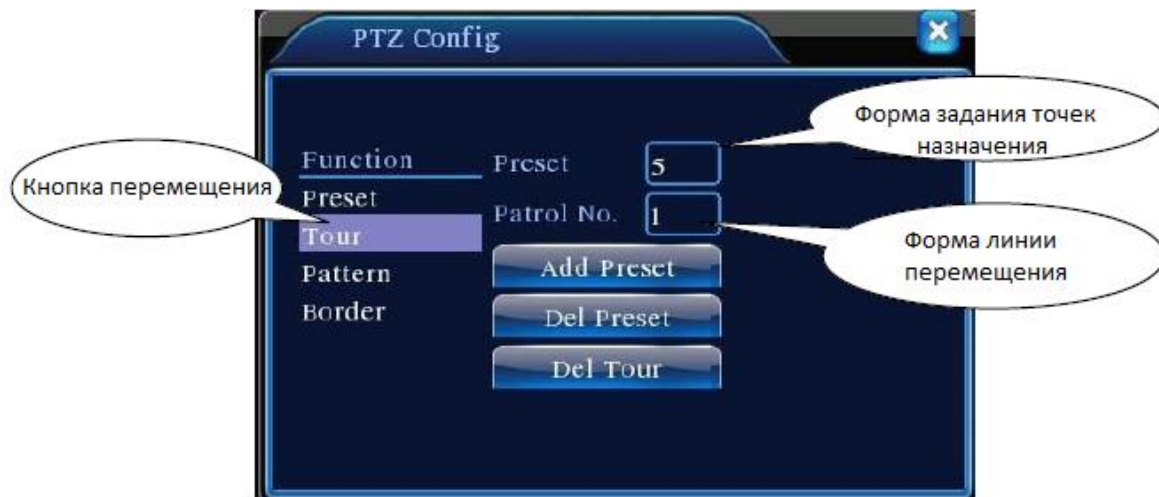 PTZ Config
Форма задания точек
назначения
Function
Preset
5
Кнопка перемещения
Preset
Patrol No.
1
Tour
Форма линии
перемещения
Add Preset
Pattern
Border
Del Preset
Del Tour